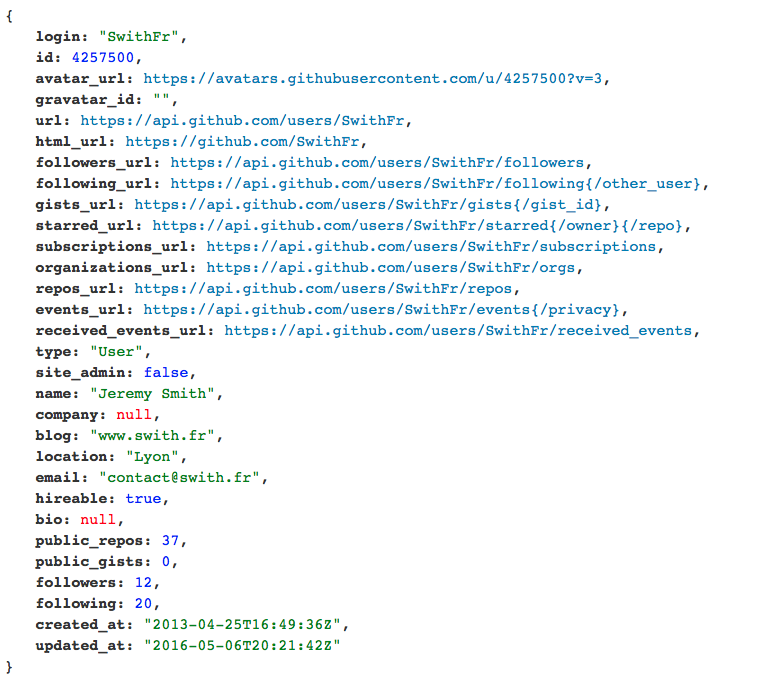 {
login: "SwithFr",
id: 4257500,
avatar_url: https://avatars.githubusercontent.com/u/4257500?v=3,
gravatar_id: "",
url: https://api.github.com/users/SwithFr,
html_url: https://github.com/SwithFr,
followers_url: https://api.github.com/users/SwithFr/followers,
following_url: https://api.github.com/users/SwithFr/following{/other_user},
gists_url: https://api.github.com/users/SwithFr/gists{/gist_id},
starred_url: https://api.github.com/users/SwithFr/starred{/owner}{/repo},
subscriptions_url: https://api.github.com/users/SwithFr/subscriptions,
organizations_url: https://api.github.com/users/SwithFr/orgs,
repos_url: https://api.github.com/users/SwithFr/repos,
events_url: https://api.github.com/users/SwithFr/events{/privacy},
received_events_url: https://api.github.com/users/SwithFr/received_events,
type: "User",
site_admin: false,
name: "Jeremy Smith",
company: null,
blog: "www.swith.fr",
location: "Lyon",
email: "contact@swith.fr",
hireable: true,
bio: null,
public_repos: 37,
public_gists: 0,
followers: 12,
following: 20,
created_at: "2013-04-25T16:49:36Z",
updated_at: "2016-05-06T20:21:42Z"
}